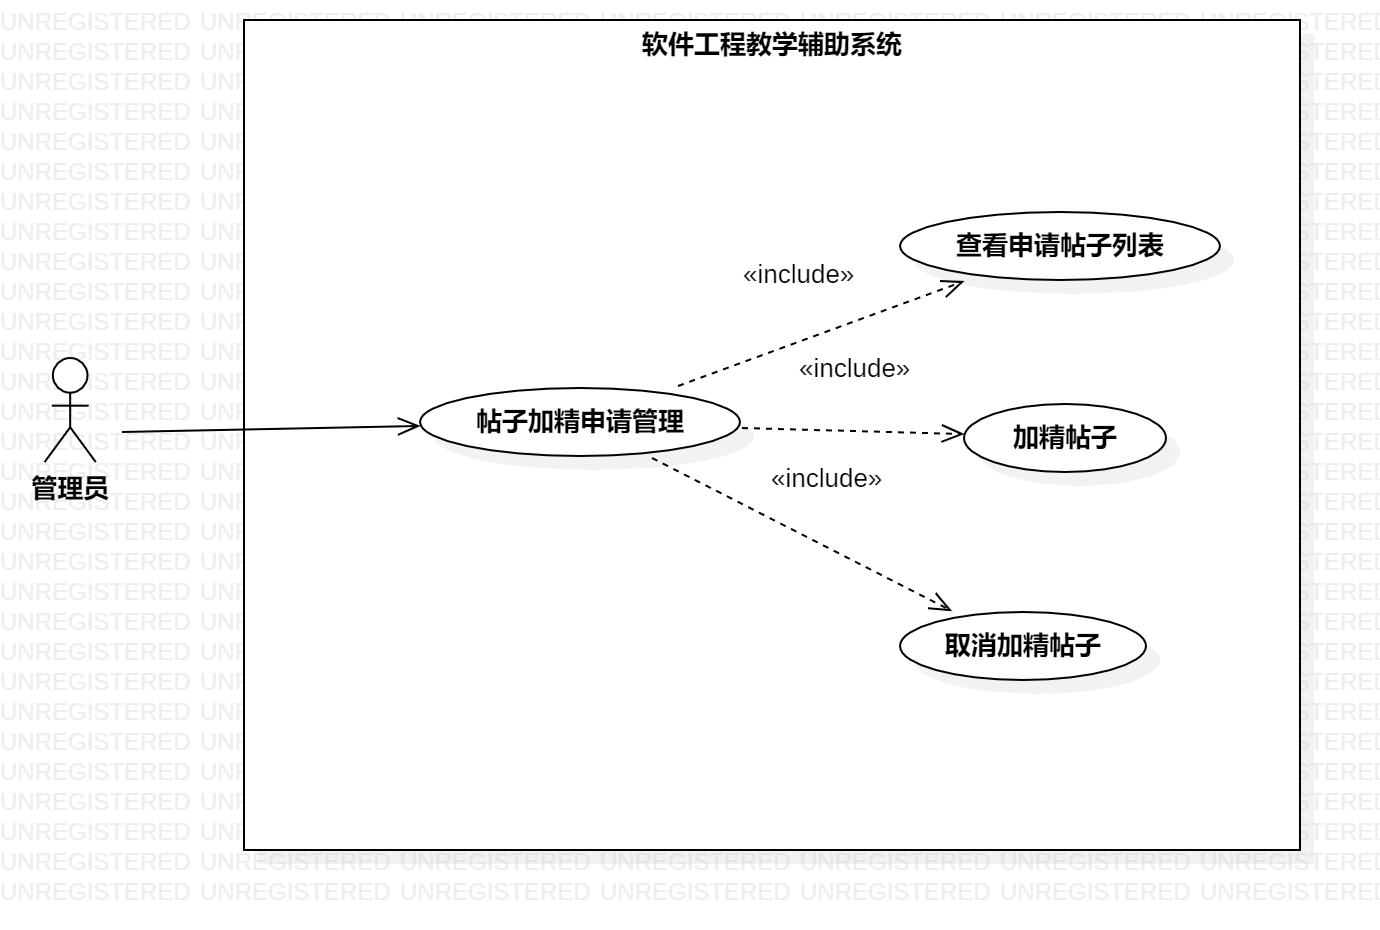 软件工程教学辅助系统
查看申请帖子列表
«include»
«include»
帖子加精申请管理
加精帖子
«include»
管理员
取消加精帖子
UNREGISTERED